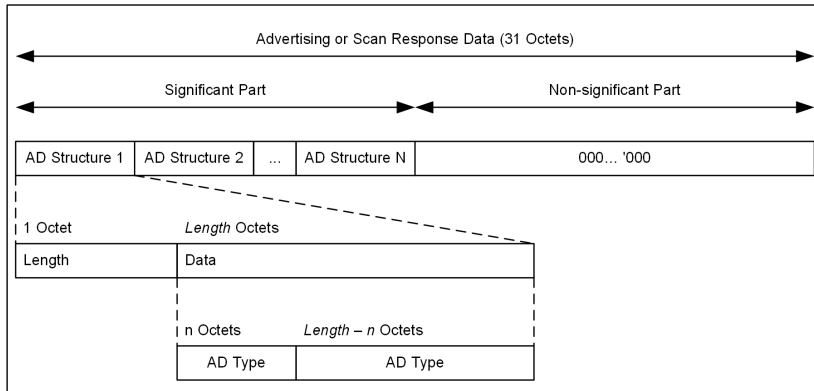 Advertising or Scan Response Data (31 Octets)
Significant Part Non-significant Part
AD Structure 1 AD Structure 2 ... AD Structure N 000... '000
1 Octet Length Octets
Length Data
n Octets Length – n Octets
AD Type AD Type